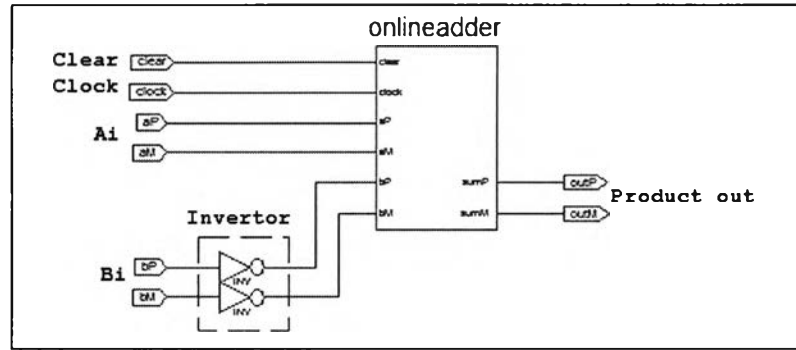 onlineadder
Clear clear clear
Clock clock clock
Ai aP aP
aM aM
bP sumP outP
Product out
bM sumM outM
Invertor
Bi bP INV
bM INV